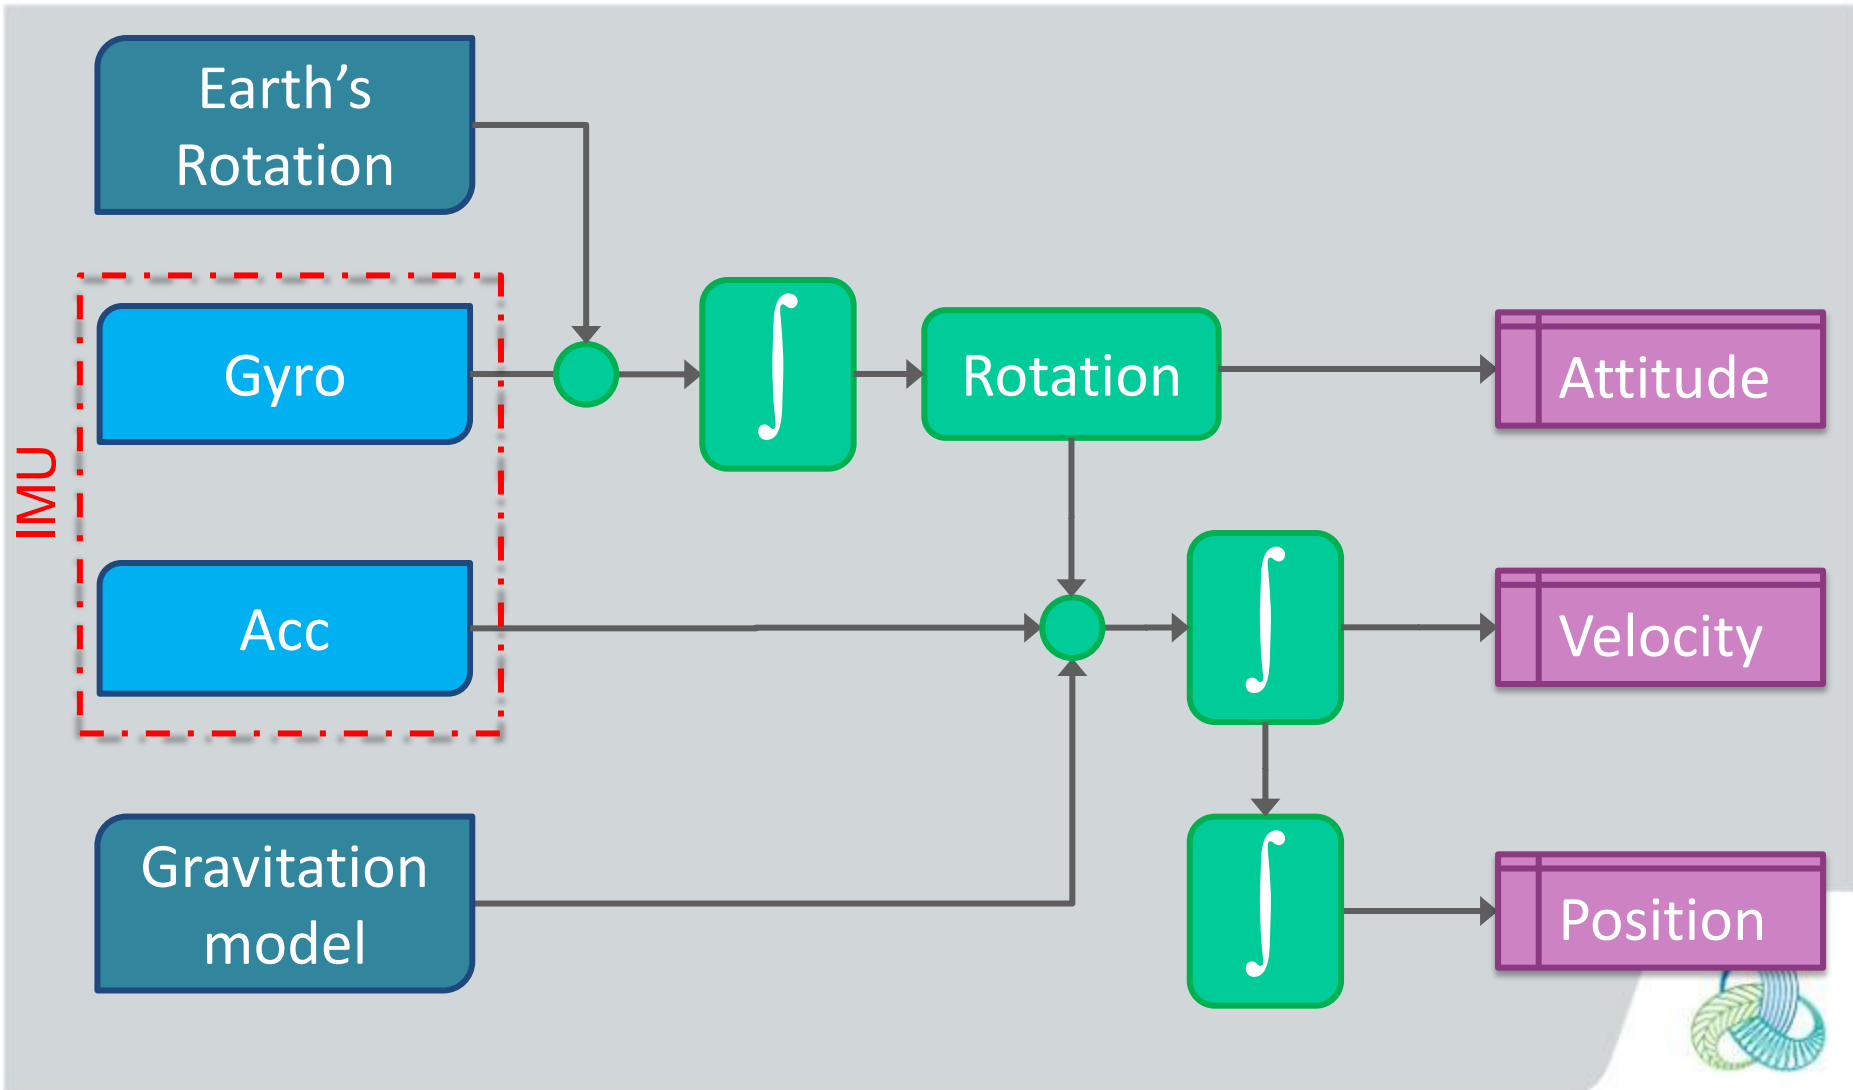 Earth’s
Rotation
IMU
Gyro
∫
Rotation
Attitude
Acc
∫
Velocity
Gravitation
model
∫
Position